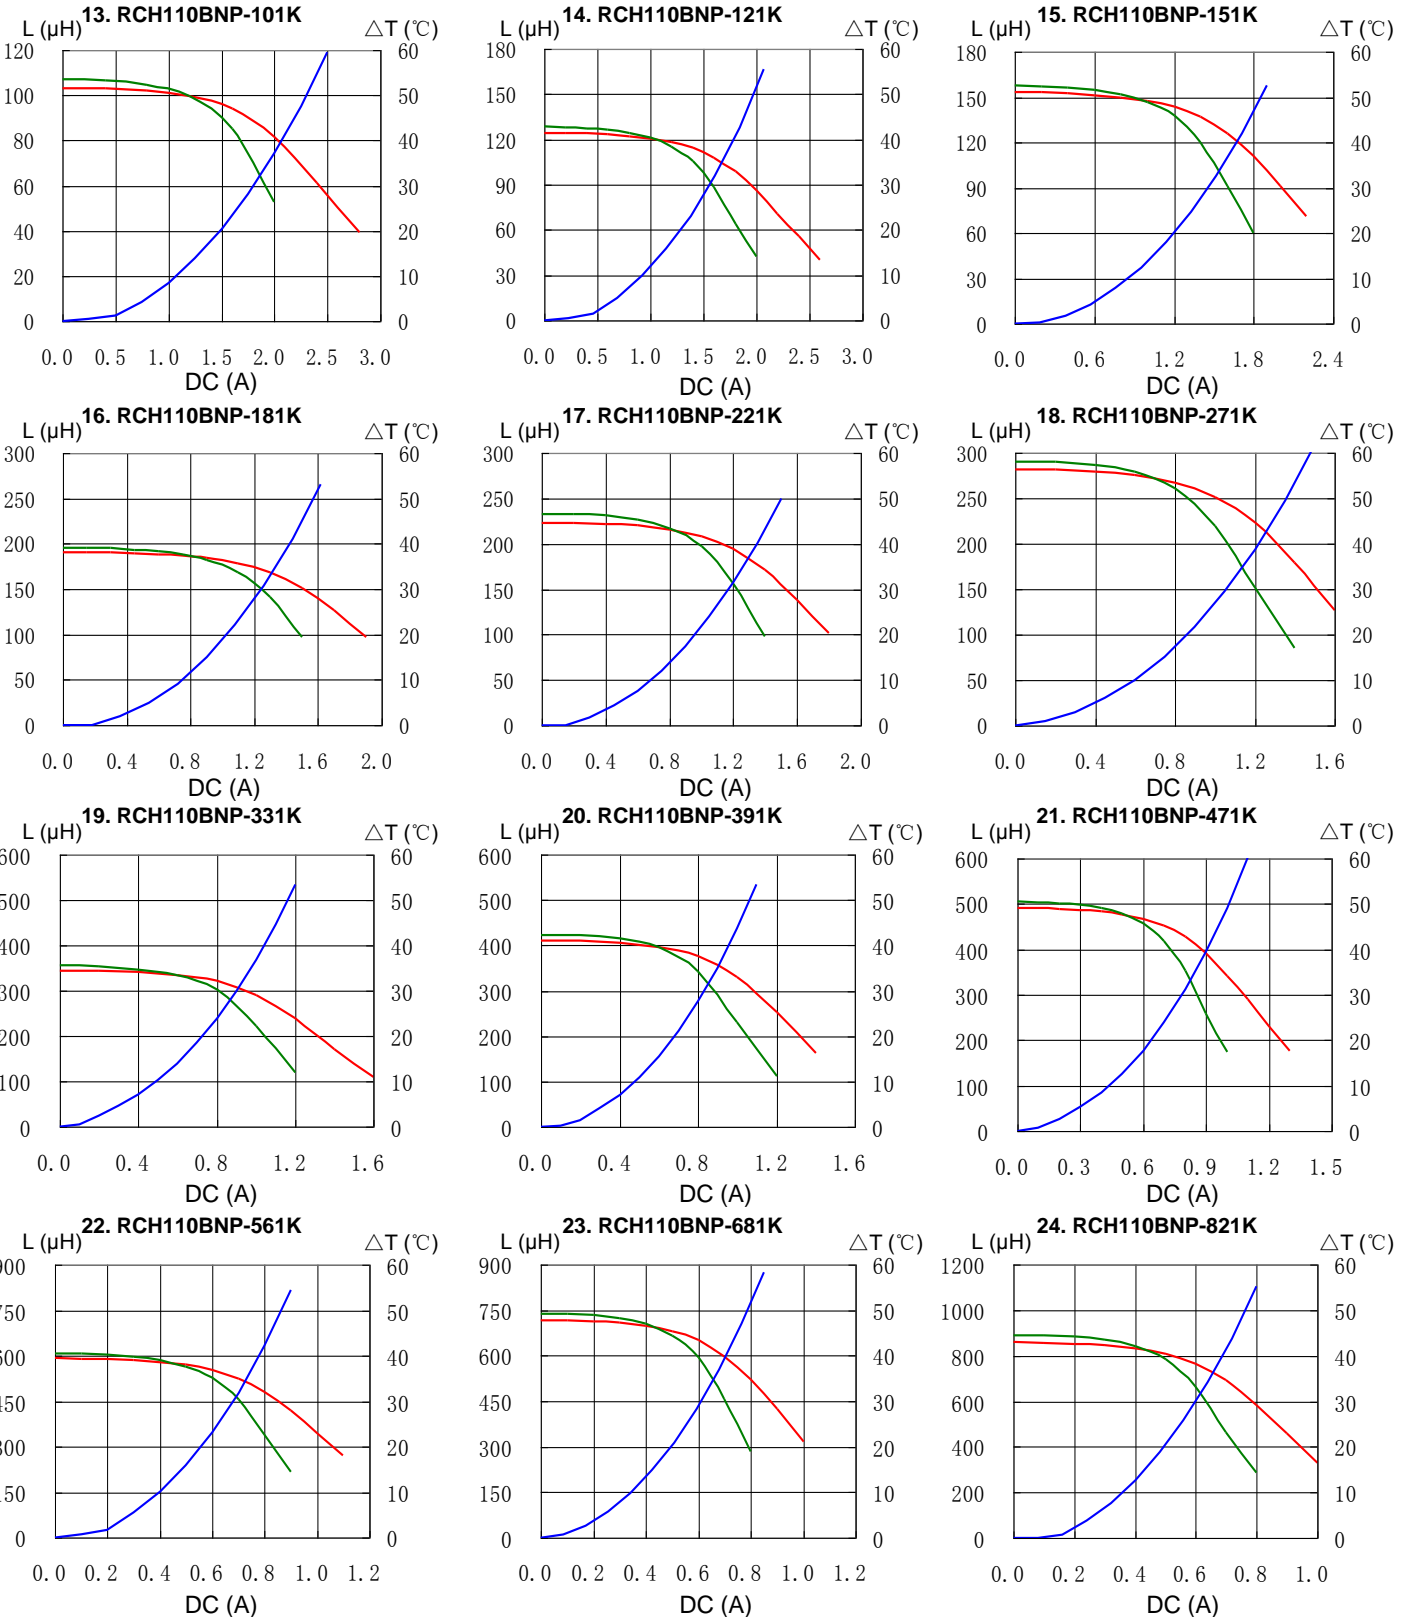 13. RCH110BNP-101K
L (µH)
△T (℃)
120
100
80
60
40
20
0
60
50
40
30
20
10
0
0.0 0.5 1.0 1.5 2.0 2.5 3.0
DC (A)
14. RCH110BNP-121K
L (µH)
△T (℃)
180
150
120
90
60
30
0
60
50
40
30
20
10
0
0.0 0.5 1.0 1.5 2.0 2.5 3.0
DC (A)
15. RCH110BNP-151K
L (µH)
△T (℃)
180
150
120
90
60
30
0
60
50
40
30
20
10
0
0.0 0.6 1.2 1.8 2.4
DC (A)
16. RCH110BNP-181K
L (µH)
△T (℃)
300
250
200
150
100
50
0
60
50
40
30
20
10
0
0.0 0.4 0.8 1.2 1.6 2.0
DC (A)
17. RCH110BNP-221K
L (µH)
△T (℃)
300
250
200
150
100
50
0
60
50
40
30
20
10
0
0.0 0.4 0.8 1.2 1.6 2.0
DC (A)
18. RCH110BNP-271K
L (µH)
△T (℃)
300
250
200
150
100
50
0
60
50
40
30
20
10
0
0.0 0.4 0.8 1.2 1.6
DC (A)
19. RCH110BNP-331K
L (µH)
△T (℃)
600
500
400
300
200
100
0
60
50
40
30
20
10
0
0.0 0.4 0.8 1.2 1.6
DC (A)
20. RCH110BNP-391K
L (µH)
△T (℃)
600
500
400
300
200
100
0
60
50
40
30
20
10
0
0.0 0.4 0.8 1.2 1.6
DC (A)
21. RCH110BNP-471K
L (µH)
△T (℃)
600
500
400
300
200
100
0
60
50
40
30
20
10
0
0.0 0.3 0.6 0.9 1.2 1.5
DC (A)
22. RCH110BNP-561K
L (µH)
△T (℃)
900
750
600
450
300
150
0
60
50
40
30
20
10
0
0.0 0.2 0.4 0.6 0.8 1.0 1.2
DC (A)
23. RCH110BNP-681K
L (µH)
△T (℃)
900
750
600
450
300
150
0
60
50
40
30
20
10
0
0.0 0.2 0.4 0.6 0.8 1.0 1.2
DC (A)
24. RCH110BNP-821K
L (µH)
△T (℃)
1200
1000
800
600
400
200
0
60
50
40
30
20
10
0
0.0 0.2 0.4 0.6 0.8 1.0
DC (A)